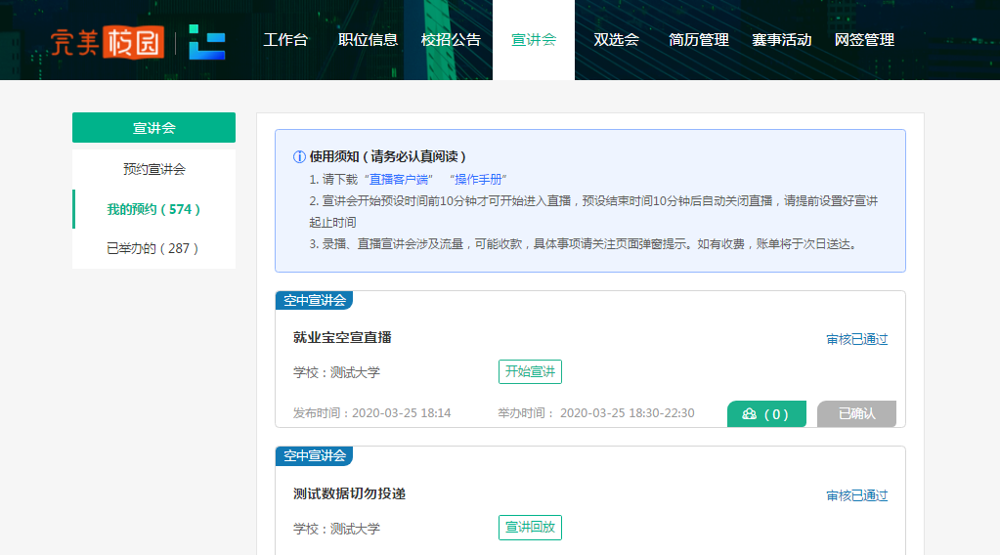 完美校园
工作台 职位信息 校招公告 宣讲会 双选会 简历管理 赛事活动 网签管理
宣讲会
预约宣讲会
我的预约（574）
已举办的（287）
使用须知（请务必认真阅读）
1. 请下载“直播客户端” “操作手册”
2. 宣讲会开始预设时间前10分钟才可开始进入直播，预设结束时间10分钟后自动关闭直播，请提前设置好宣讲
起止时间
3. 录播、直播宣讲会涉及流量，可能收款，具体事项请关注页面弹窗提示。如有收费，账单将于次日送达。
空中宣讲会
就业宝空宣直播
审核已通过
学校：测试大学 开始宣讲
发布时间：2020-03-25 18:14 举办时间： 2020-03-25 18:30-22:30 （0） 已确认
空中宣讲会
测试数据切勿投递 审核已通过
学校：测试大学 宣讲回放